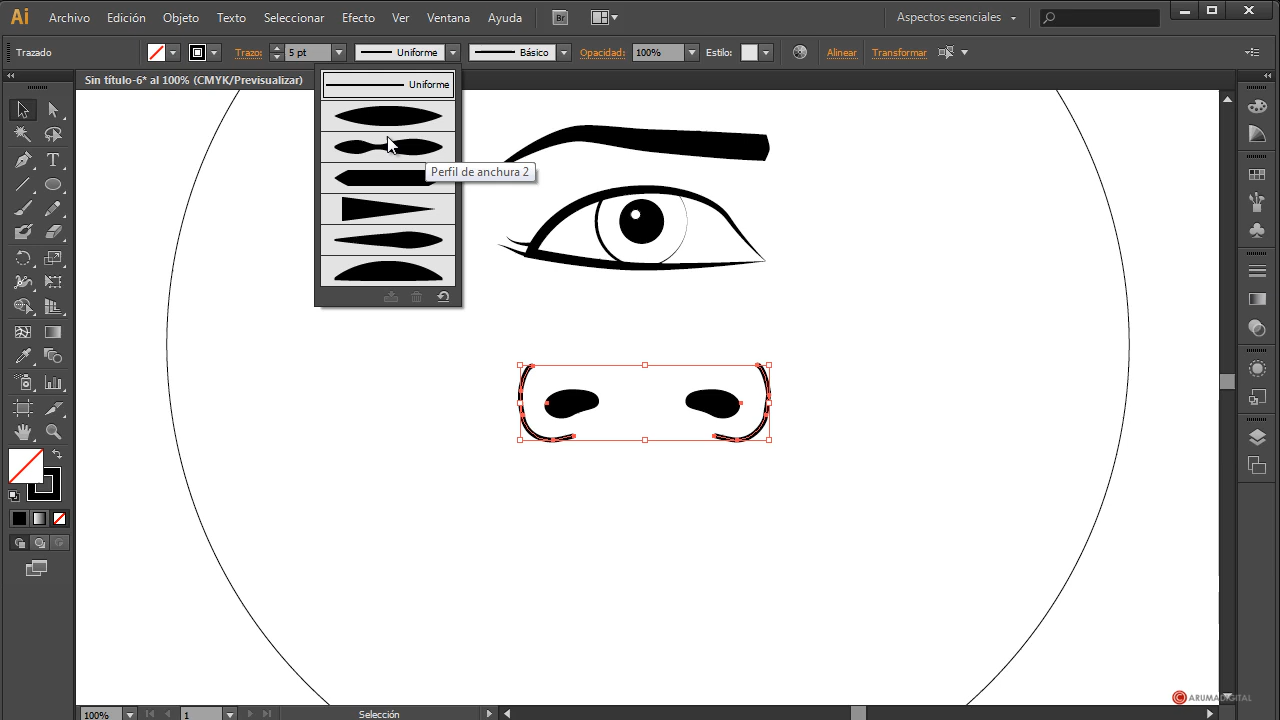 Ai Archivo Edición Objeto Texto Seleccionar Efecto Ver Ventana Ayuda Br Aspectos esenciales
Trazado Trazo: 5 pt Uniforme Básico Opacidad: 100% Estilo: Alinear Transformar
Sin título-6* al 100% (CMYK/Previsualizar)
Uniforme
Perfil de anchura 2
T
C ARUMADIGITAL
100% 1 Selección